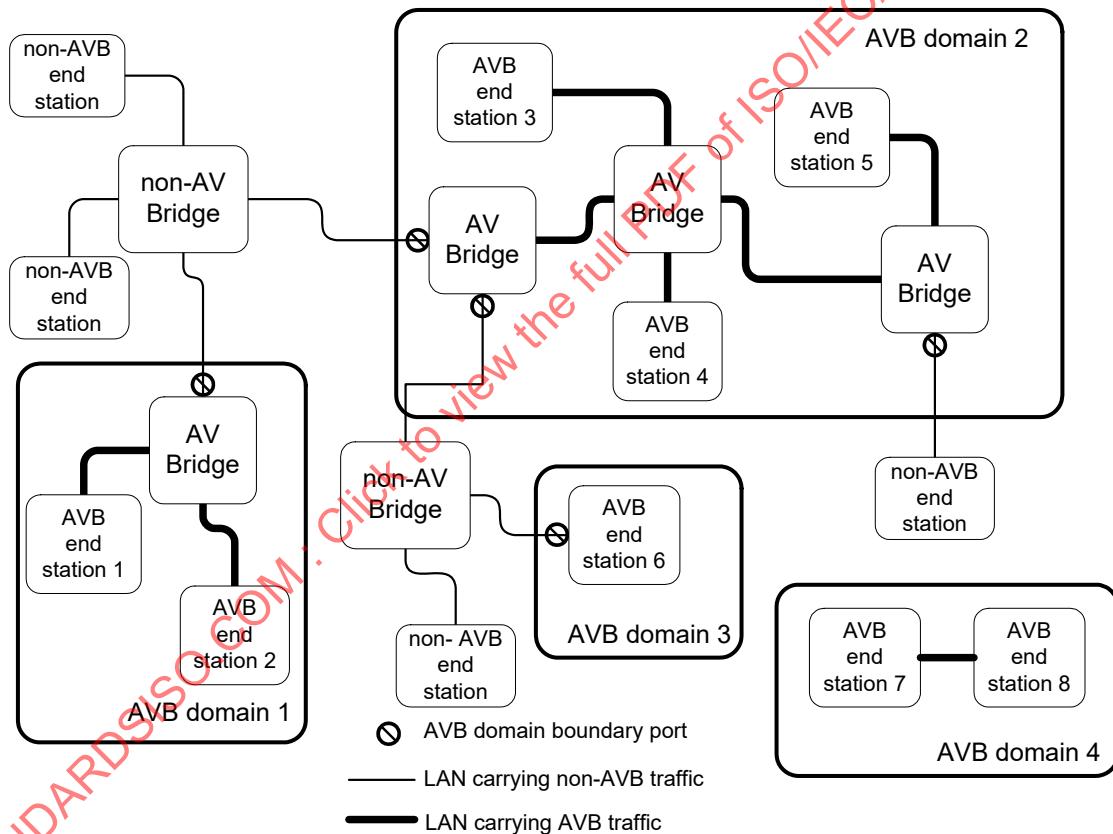 non-AVB
end
station
non-AV
Bridge
non-AVB
end
station
AVB domain 2
AVB
end
station 3
AVB
end
station 5
AV
Bridge
AV
Bridge
AV
Bridge
AVB
end
station 4
AV
Bridge
AVB
end
station 1
AVB
end
station 2
AVB domain 1
non-AV
Bridge
AVB
end
station 6
AVB domain 3
non- AVB
end
station
non-AVB
end
station
AVB
end
station 7
AVB
end
station 8
AVB domain 4
AVB domain boundary port
LAN carrying non-AVB traffic
LAN carrying AVB traffic
NDARDSISO.COM : Click to view the full PDF of ISO/IEC/